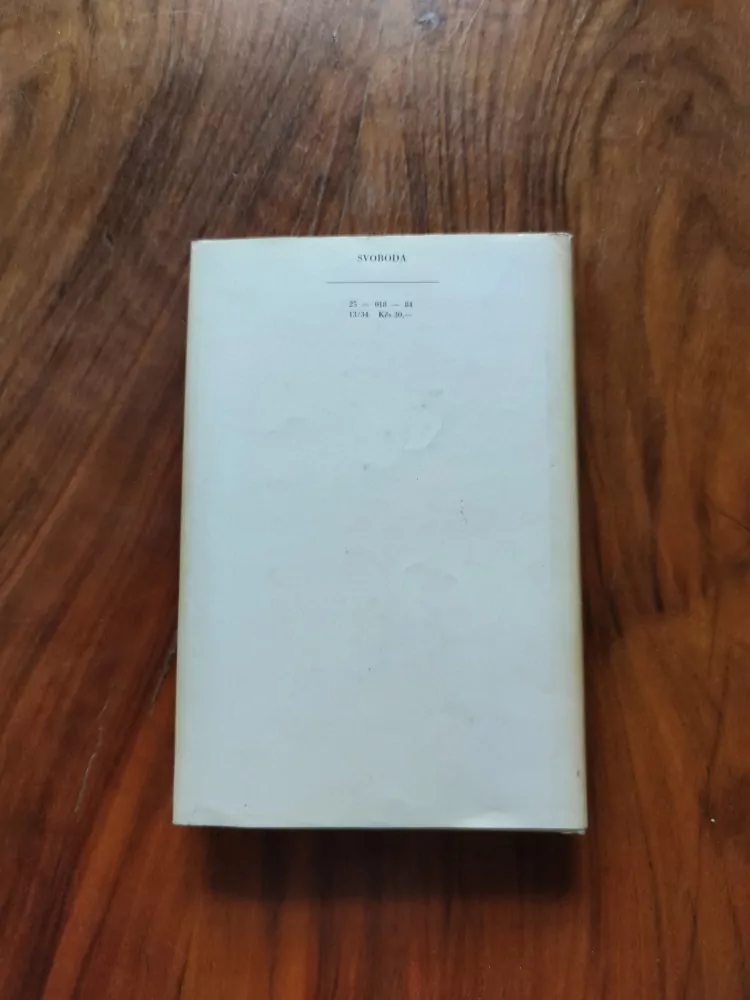 SVOBODA
25 — 018 — 84
13/34 Kčs 30,—